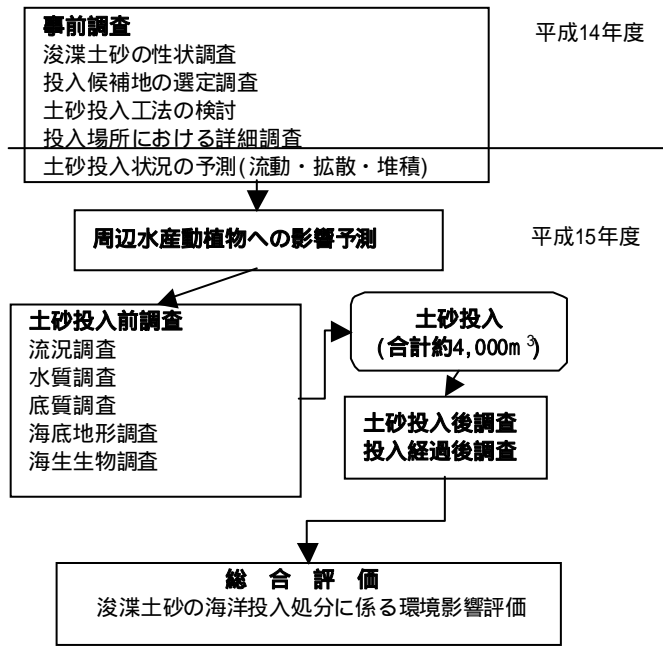 事前調査
平成14年度
浚渫土砂の性状調査
投入候補地の選定調査
土砂投入工法の検討
投入場所における詳細調査
土砂投入状況の予測(流動・拡散・堆積)
周辺水産動植物への影響予測
平成15年度
土砂投入前調査
流況調査
水質調査
底質調査
海底地形調査
海生生物調査
土砂投入
(合計約4,000m³)
土砂投入後調査
投入経過後調査
総　合　評　価
浚渫土砂の海洋投入処分に係る環境影響評価